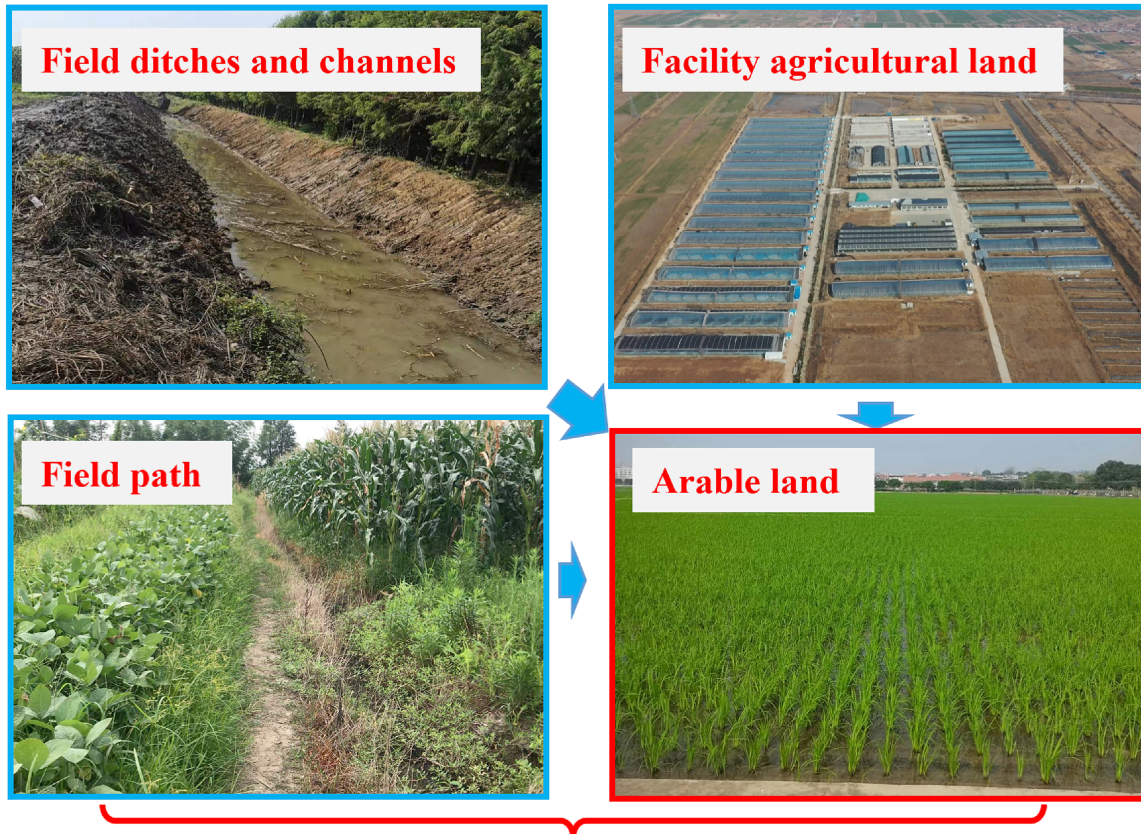 Field ditches and channels
Facility agricultural land
Field path
Arable land